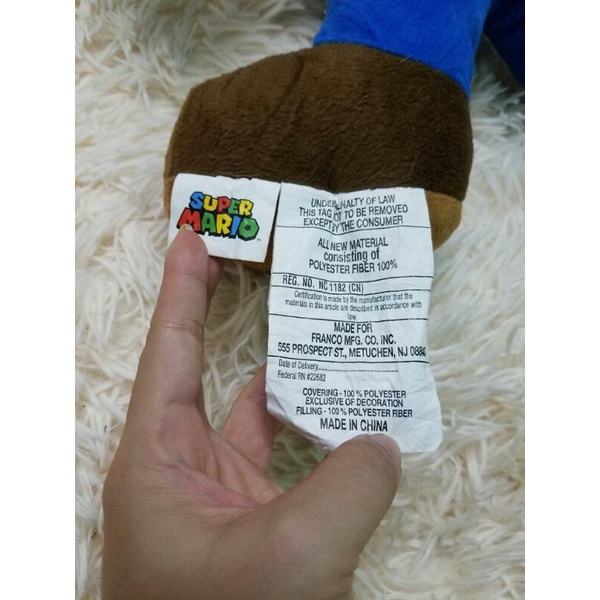 SUPER
MARIO
TM
UNDER PENALTY OF LAW
THIS TAG NOT TO BE REMOVED
EXCEPT BY THE CONSUMER
ALL NEW MATERIAL
consisting of
POLYESTER FIBER 100%
REG. NO. NC 1182 (CN)
Certification is made by the manufacturer that the
materials in this article are described in accordance with
law.
MADE FOR
FRANCO MFG. CO. INC.
555 PROSPECT ST., METUCHEN, NJ 08840
Date of Delivery
Federal RN #22682
COVERING - 100% POLYESTER
EXCLUSIVE OF DECORATION
FILLING - 100% POLYESTER FIBER
MADE IN CHINA